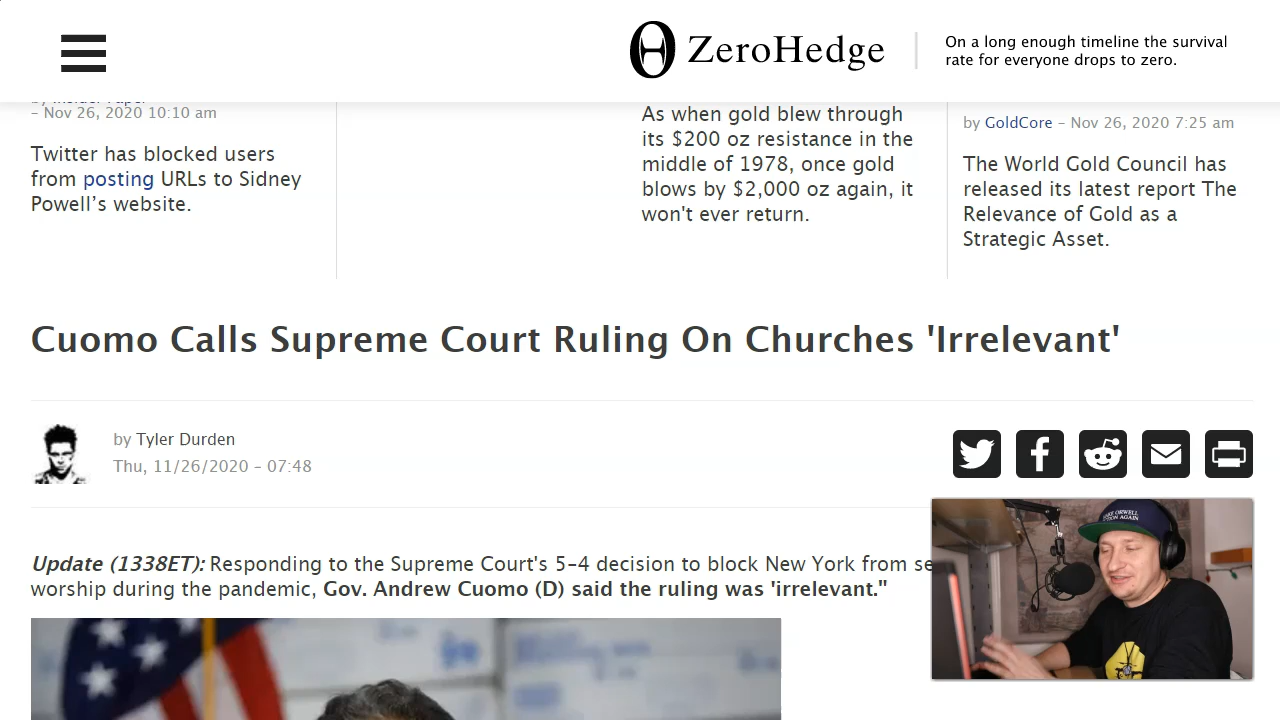 ZeroHedge
On a long enough timeline the survival
rate for everyone drops to zero.
– Nov 26, 2020 10:10 am
Twitter has blocked users
from posting URLs to Sidney
Powell’s website.
As when gold blew through
its $200 oz resistance in the
middle of 1978, once gold
blows by $2,000 oz again, it
won't ever return.
by GoldCore – Nov 26, 2020 7:25 am
The World Gold Council has
released its latest report The
Relevance of Gold as a
Strategic Asset.
Cuomo Calls Supreme Court Ruling On Churches 'Irrelevant'
by Tyler Durden
Thu, 11/26/2020 – 07:48
Update (1338ET): Responding to the Supreme Court's 5–4 decision to block New York from
worship during the pandemic, Gov. Andrew Cuomo (D) said the ruling was 'irrelevant."
ORWELL
AGAIN